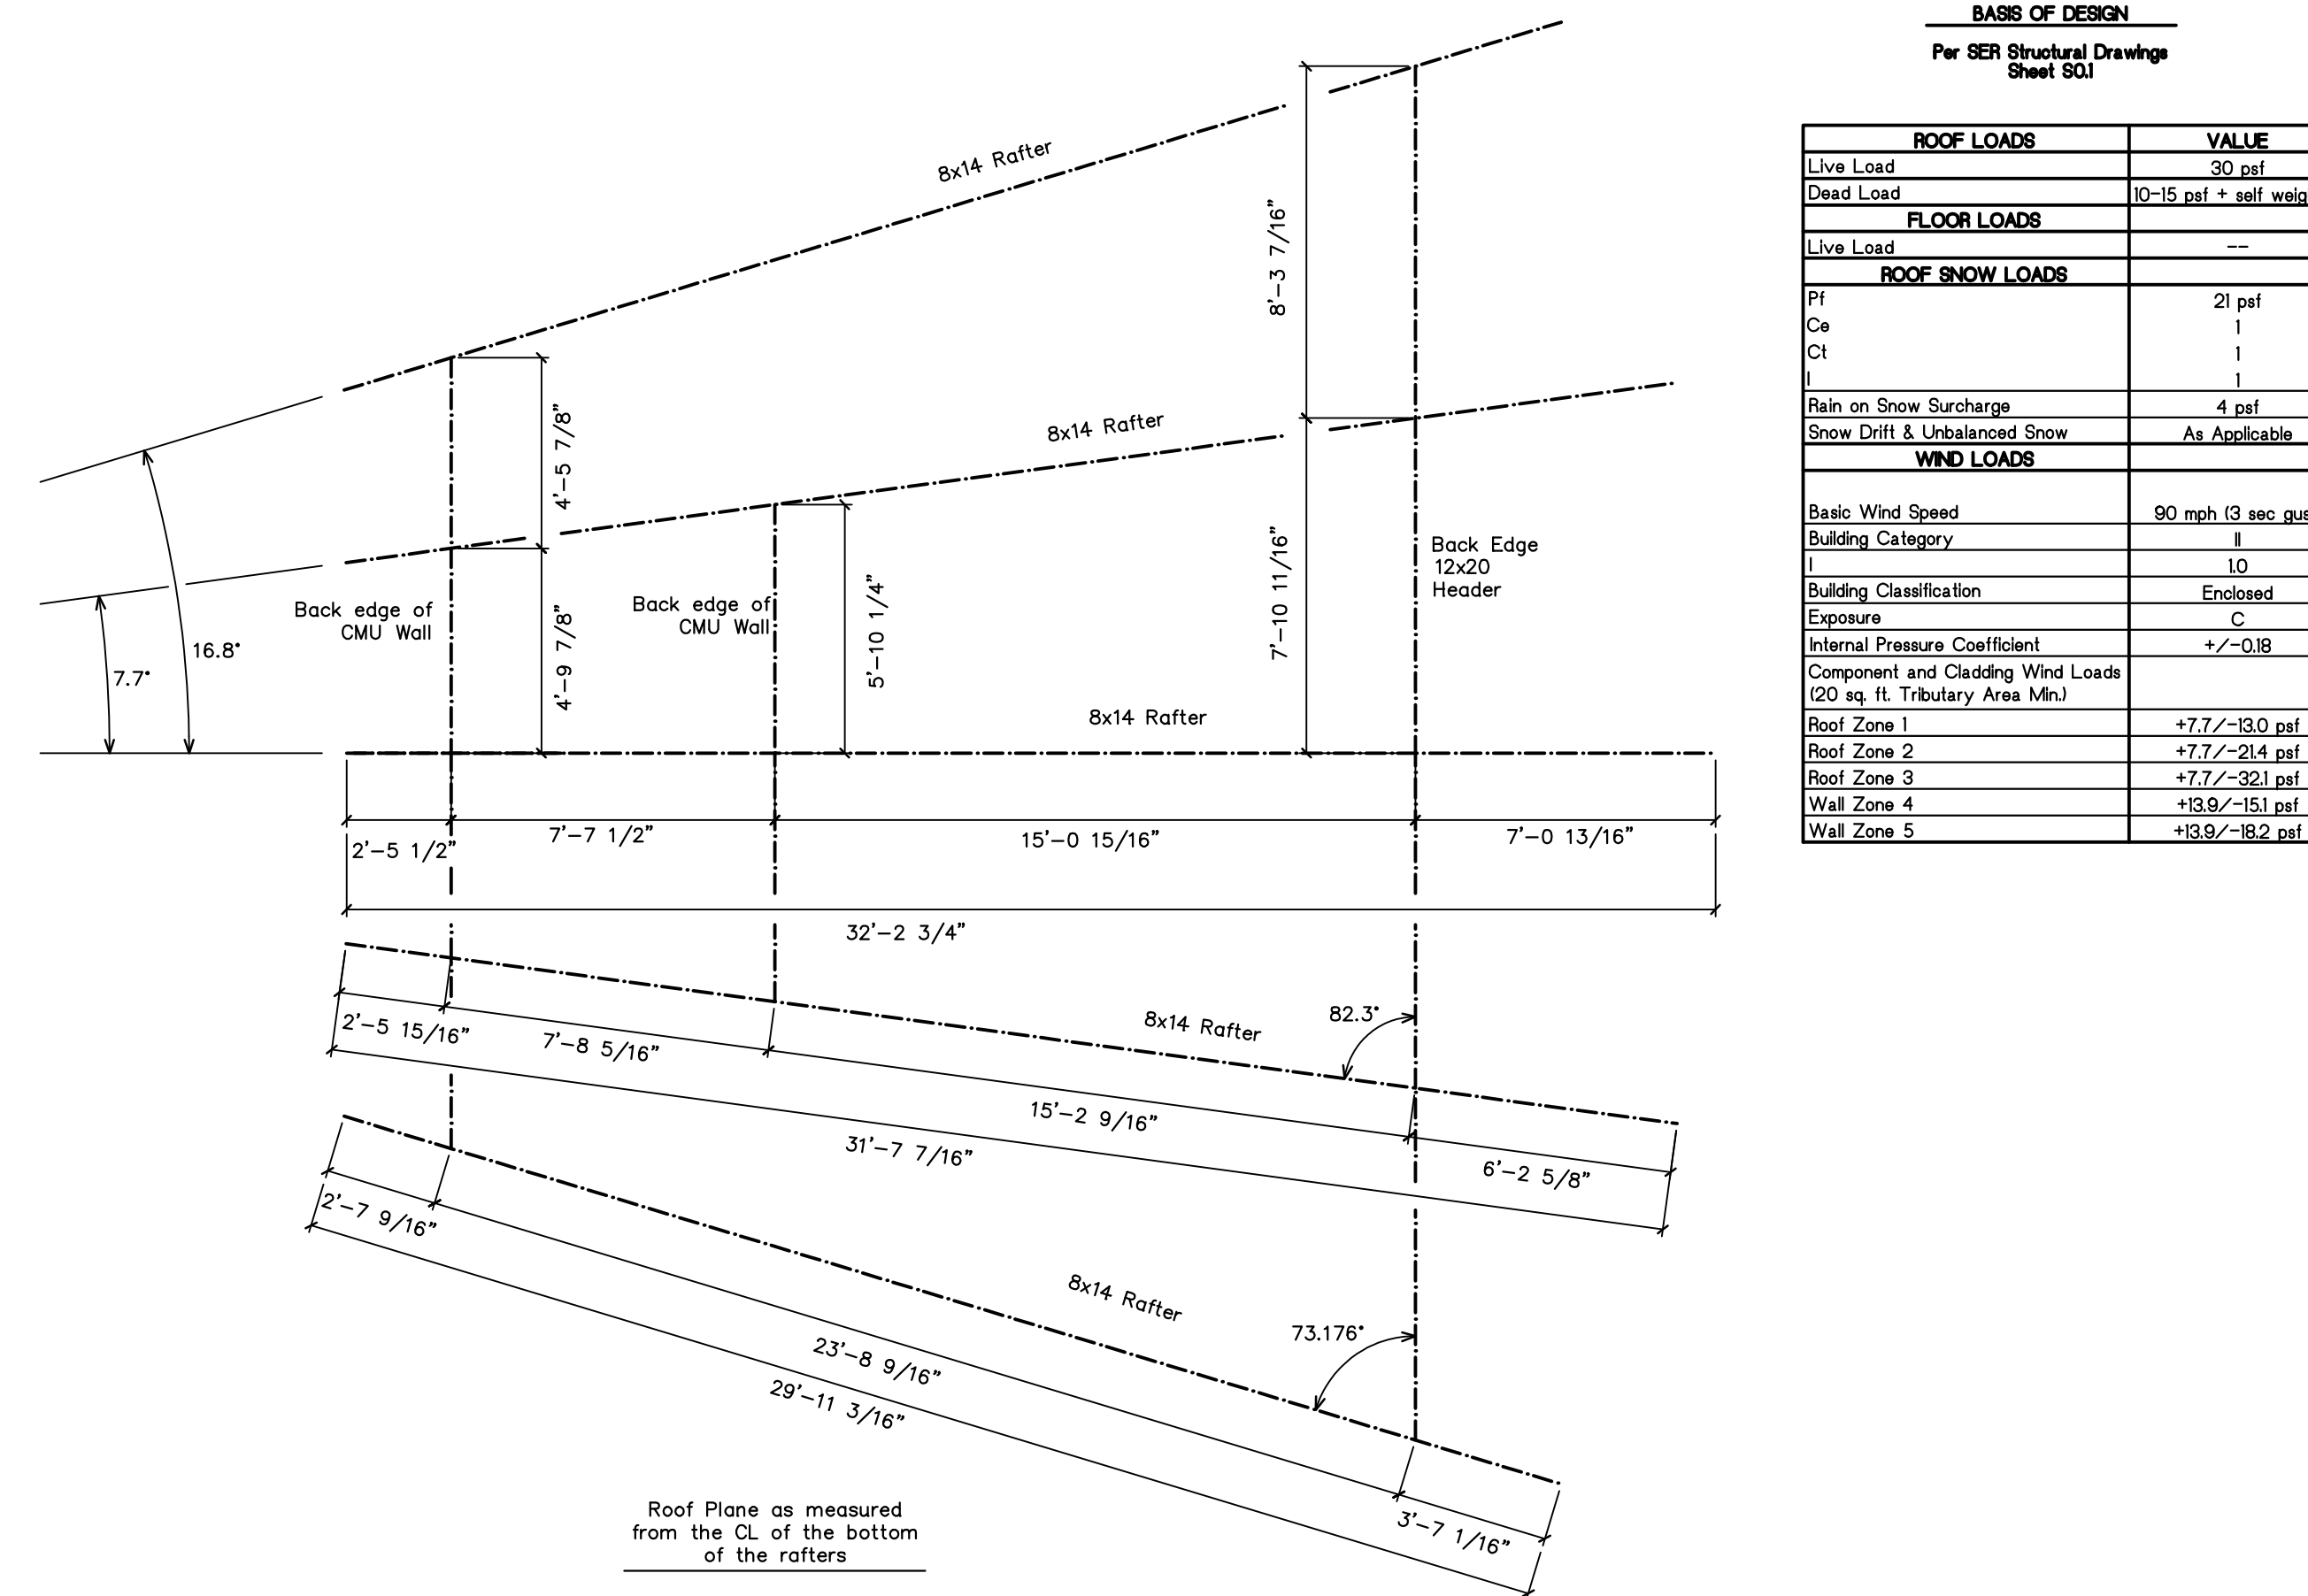 BASIS OF DESIGN
Per SER Structural Drawings
Sheet S0.1
ROOF LOADS VALUE
Live Load 30 psf
Dead Load 10-15 psf + self
FLOOR LOADS
Live Load --
ROOF SNOW LOADS
Pf 21 psf
Ce 1
Ct 1
I 1
Rain on Snow Surcharge 4 psf
Snow Drift & Unbalanced Snow As Applicable
WIND LOADS
Basic Wind Speed 90 mph (3 sec
Building Category II
I 1.0
Building Classification Enclosed
Exposure C
Internal Pressure Coefficient +/-0.18
Component and Cladding Wind Loads
(20 sq. ft. Tributary Area Min.)
Roof Zone 1 +7.7/-13.0 psf
Roof Zone 2 +7.7/-21.4 psf
Roof Zone 3 +7.7/-32.1 psf
Wall Zone 4 +13.9/-15.1 psf
Wall Zone 5 +13.9/-18.2 psf
8x14 Rafter
8'-3 7/16"
4'-5 7/8"
8x14 Rafter
7'-10 11/16"
Back Edge
12x20
Header
Back edge of
CMU Wall
Back edge of
CMU Wall
4'-9 7/8"
5'-10 1/4"
16.8°
7.7°
8x14 Rafter
2'-5 1/2"
7'-7 1/2"
15'-0 15/16"
7'-0 13/16"
32'-2 3/4"
82.3°
8x14 Rafter
2'-5 15/16"
7'-8 5/16"
15'-2 9/16"
6'-2 5/8"
31'-7 7/16"
73.176°
8x14 Rafter
2'-7 9/16"
23'-8 9/16"
3'-7 1/16"
29'-11 3/16"
Roof Plane as measured
from the CL of the bottom
of the rafters